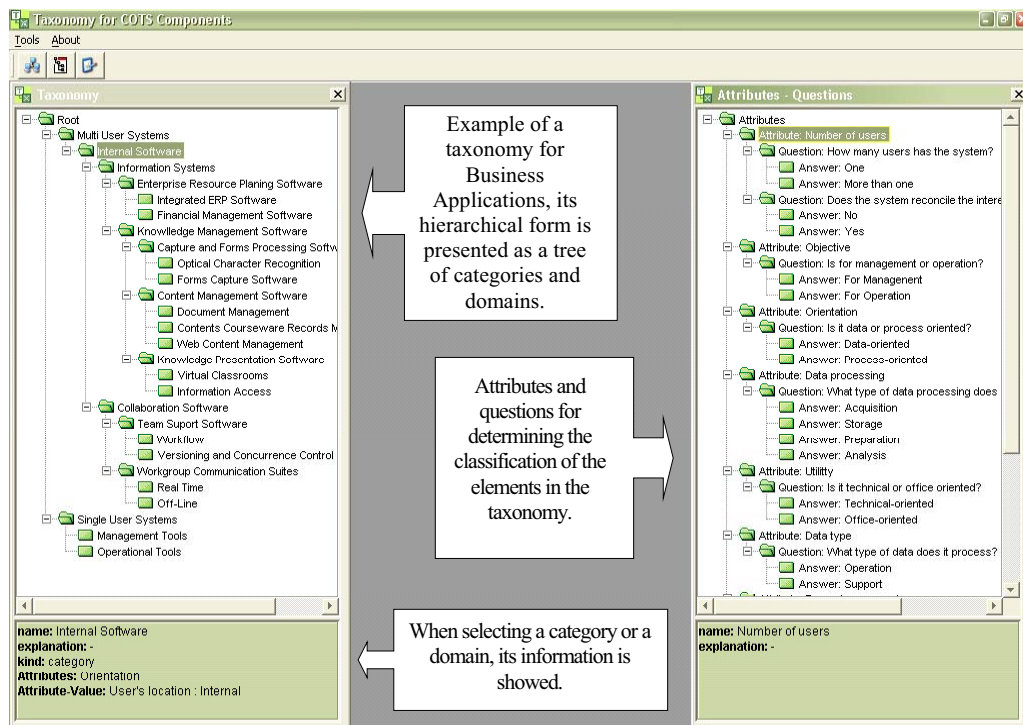 Taxonomy for COTS Components
Tools About
Taxonomy
Root
Multi User Systems
Internal Software
Information Systems
Enterprise Resource Planing Software
Integrated ERP Software
Financial Management Software
Knowledge Management Software
Capture and Forms Processing Softw
Optical Character Recognition
Forms Capture Software
Content Management Software
Document Management
Contents Courseware Records M
Web Content Management
Knowledge Presentation Software
Virtual Classrooms
Information Access
Collaboration Software
Team Suport Software
Workflow
Versioning and Concurrence Control
Workgroup Communication Suites
Real Time
Off-Line
Single User Systems
Management Tools
Operational Tools
name: Internal Software
explanation: -
kind: category
Attributes: Orientation
Attribute-Value: User's location : Internal
Example of a
taxonomy for
Business
Applications, its
hierarchical form is
presented as a tree
of categories and
domains.
Attributes and
questions for
determining the
classification of the
elements in the
taxonomy.
When selecting a category or a
domain, its information is
showed.
Attributes - Questions
Attributes
Attribute: Number of users
Question: How many users has the system?
Answer: One
Answer: More than one
Question: Does the system reconcile the intere
Answer: No
Answer: Yes
Attribute: Objective
Question: Is for management or operation?
Answer: For Management
Answer: For Operation
Attribute: Orientation
Question: Is it data or process oriented?
Answer: Data-oriented
Answer: Process-oriented
Attribute: Data processing
Question: What type of data processing does
Answer: Acquisition
Answer: Storage
Answer: Preparation
Answer: Analysis
Attribute: Utilitty
Question: Is it technical or office oriented?
Answer: Technical-oriented
Answer: Office-oriented
Attribute: Data type
Question: What type of data does it process?
Answer: Operation
Answer: Support
name: Number of users
explanation: -